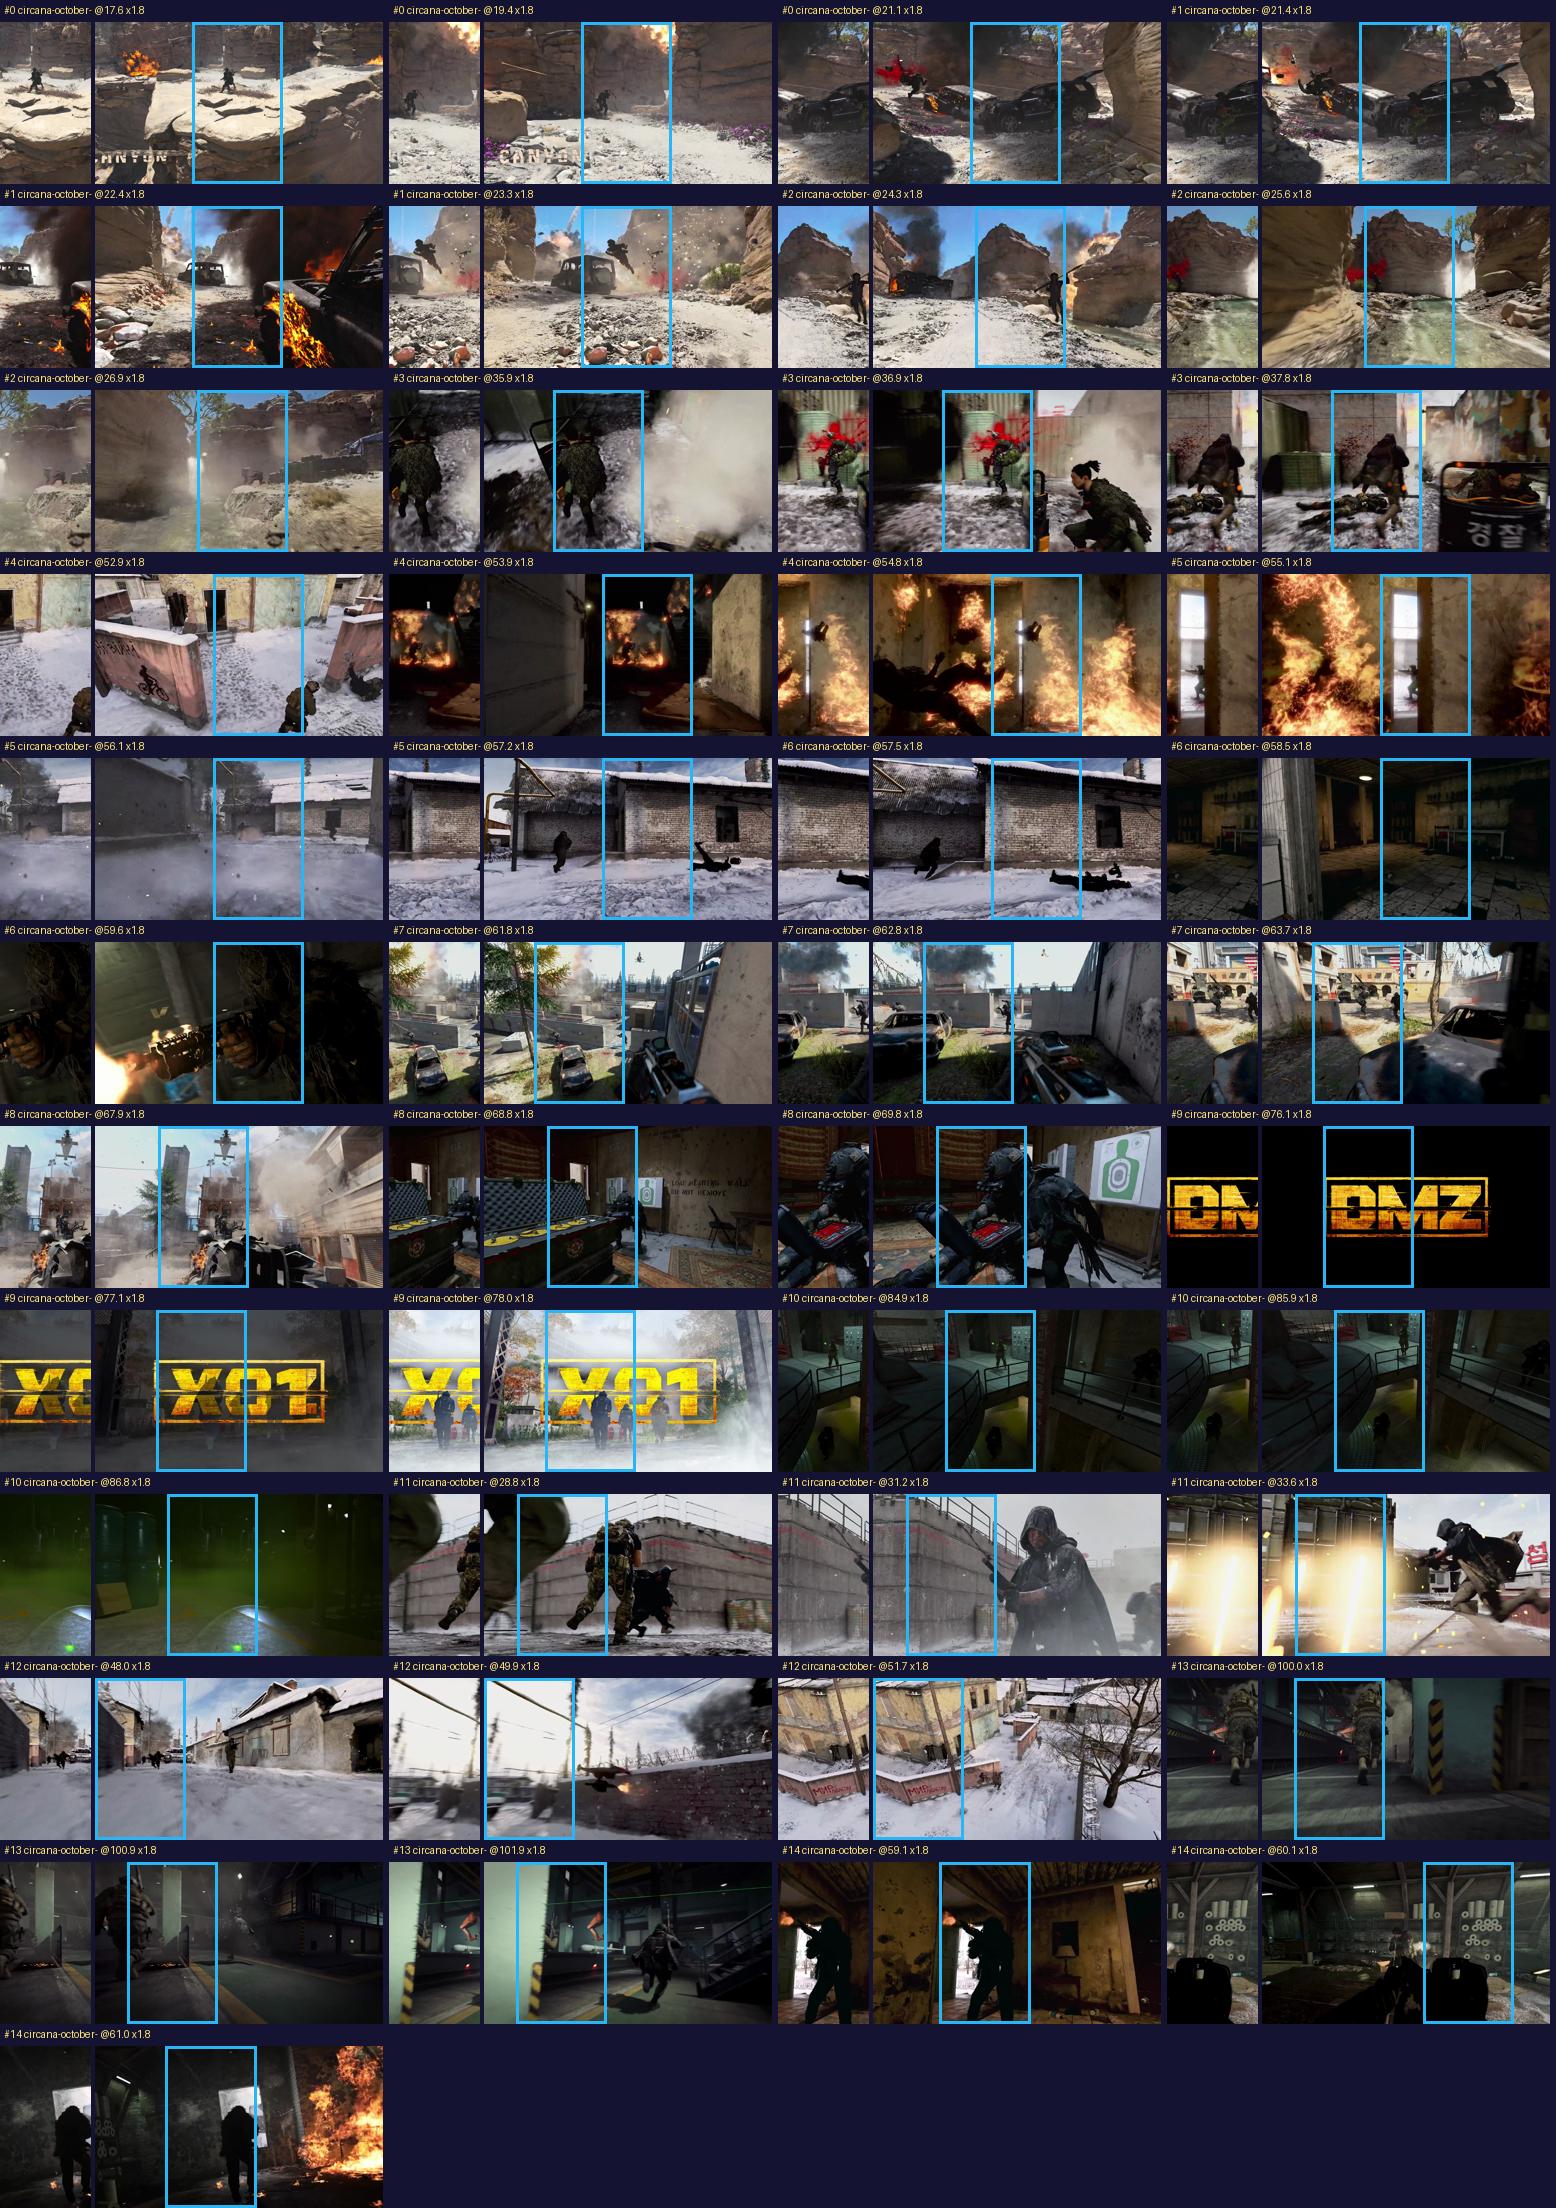 #0 circana-october- @17.6 x1.8
#0 circana-october- @19.4 x1.8
#0 circana-october- @21.1 x1.8
#1 circana-october- @21.4 x1.8
CANYON
#1 circana-october- @22.4 x1.8
#1 circana-october- @23.3 x1.8
#2 circana-october- @24.3 x1.8
#2 circana-october- @25.6 x1.8
#2 circana-october- @26.9 x1.8
#3 circana-october- @35.9 x1.8
#3 circana-october- @36.9 x1.8
#3 circana-october- @37.8 x1.8
경찰
#4 circana-october- @52.9 x1.8
#4 circana-october- @53.9 x1.8
#4 circana-october- @54.8 x1.8
#5 circana-october- @55.1 x1.8
#5 circana-october- @56.1 x1.8
#5 circana-october- @57.2 x1.8
#6 circana-october- @57.5 x1.8
#6 circana-october- @58.5 x1.8
#6 circana-october- @59.6 x1.8
#7 circana-october- @61.8 x1.8
#7 circana-october- @62.8 x1.8
#7 circana-october- @63.7 x1.8
#8 circana-october- @67.9 x1.8
#8 circana-october- @68.8 x1.8
#8 circana-october- @69.8 x1.8
#9 circana-october- @76.1 x1.8
LOAD BEARING WALL
DO NOT REMOVE
DM
DMZ
#9 circana-october- @77.1 x1.8
#9 circana-october- @78.0 x1.8
#10 circana-october- @84.9 x1.8
#10 circana-october- @85.9 x1.8
X01
X01
#10 circana-october- @86.8 x1.8
#11 circana-october- @28.8 x1.8
#11 circana-october- @31.2 x1.8
#11 circana-october- @33.6 x1.8
#12 circana-october- @48.0 x1.8
#12 circana-october- @49.9 x1.8
#12 circana-october- @51.7 x1.8
#13 circana-october- @100.0 x1.8
#13 circana-october- @100.9 x1.8
#13 circana-october- @101.9 x1.8
#14 circana-october- @59.1 x1.8
#14 circana-october- @60.1 x1.8
#14 circana-october- @61.0 x1.8